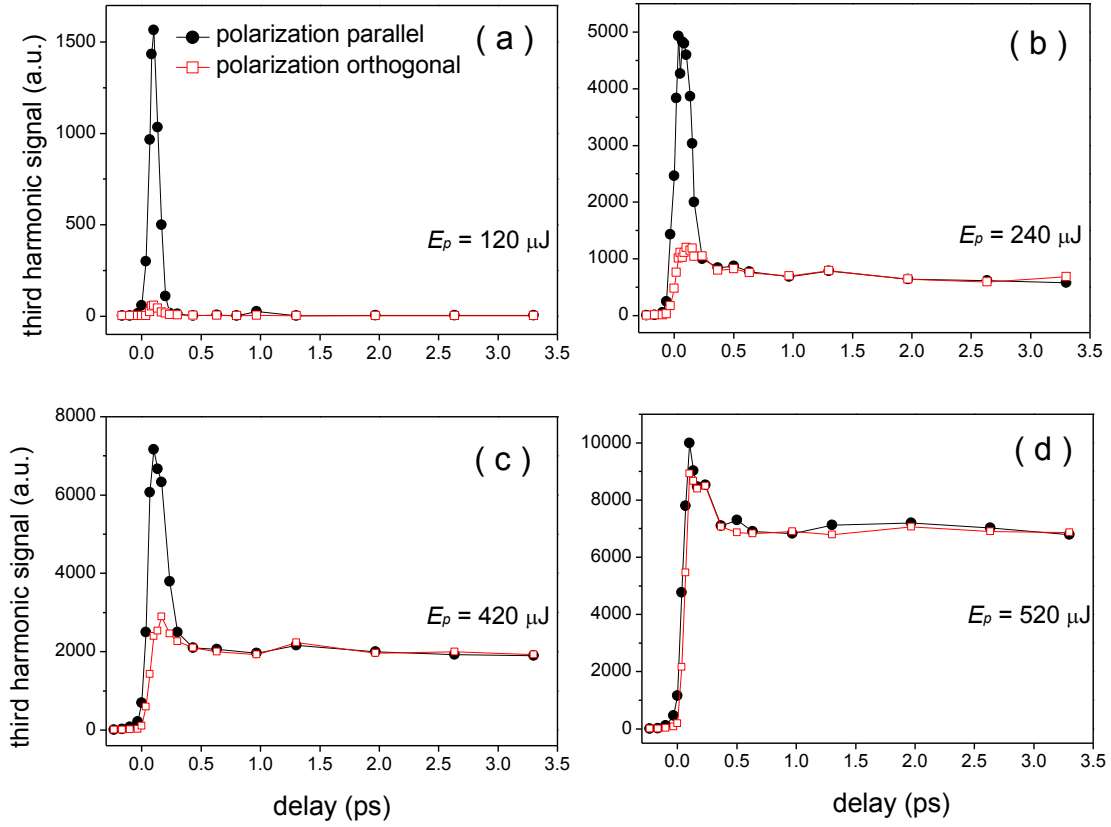 polarization parallel
polarization orthogonal
( a )
E_p = 120 μJ
third harmonic signal (a.u.)
1500
1000
500
0
0.0 0.5 1.0 1.5 2.0 2.5 3.0 3.5
( b )
E_p = 240 μJ
5000
4000
3000
2000
1000
0
0.0 0.5 1.0 1.5 2.0 2.5 3.0 3.5
( c )
E_p = 420 μJ
third harmonic signal (a.u.)
8000
6000
4000
2000
0
0.0 0.5 1.0 1.5 2.0 2.5 3.0 3.5
delay (ps)
( d )
E_p = 520 μJ
10000
8000
6000
4000
2000
0
0.0 0.5 1.0 1.5 2.0 2.5 3.0 3.5
delay (ps)